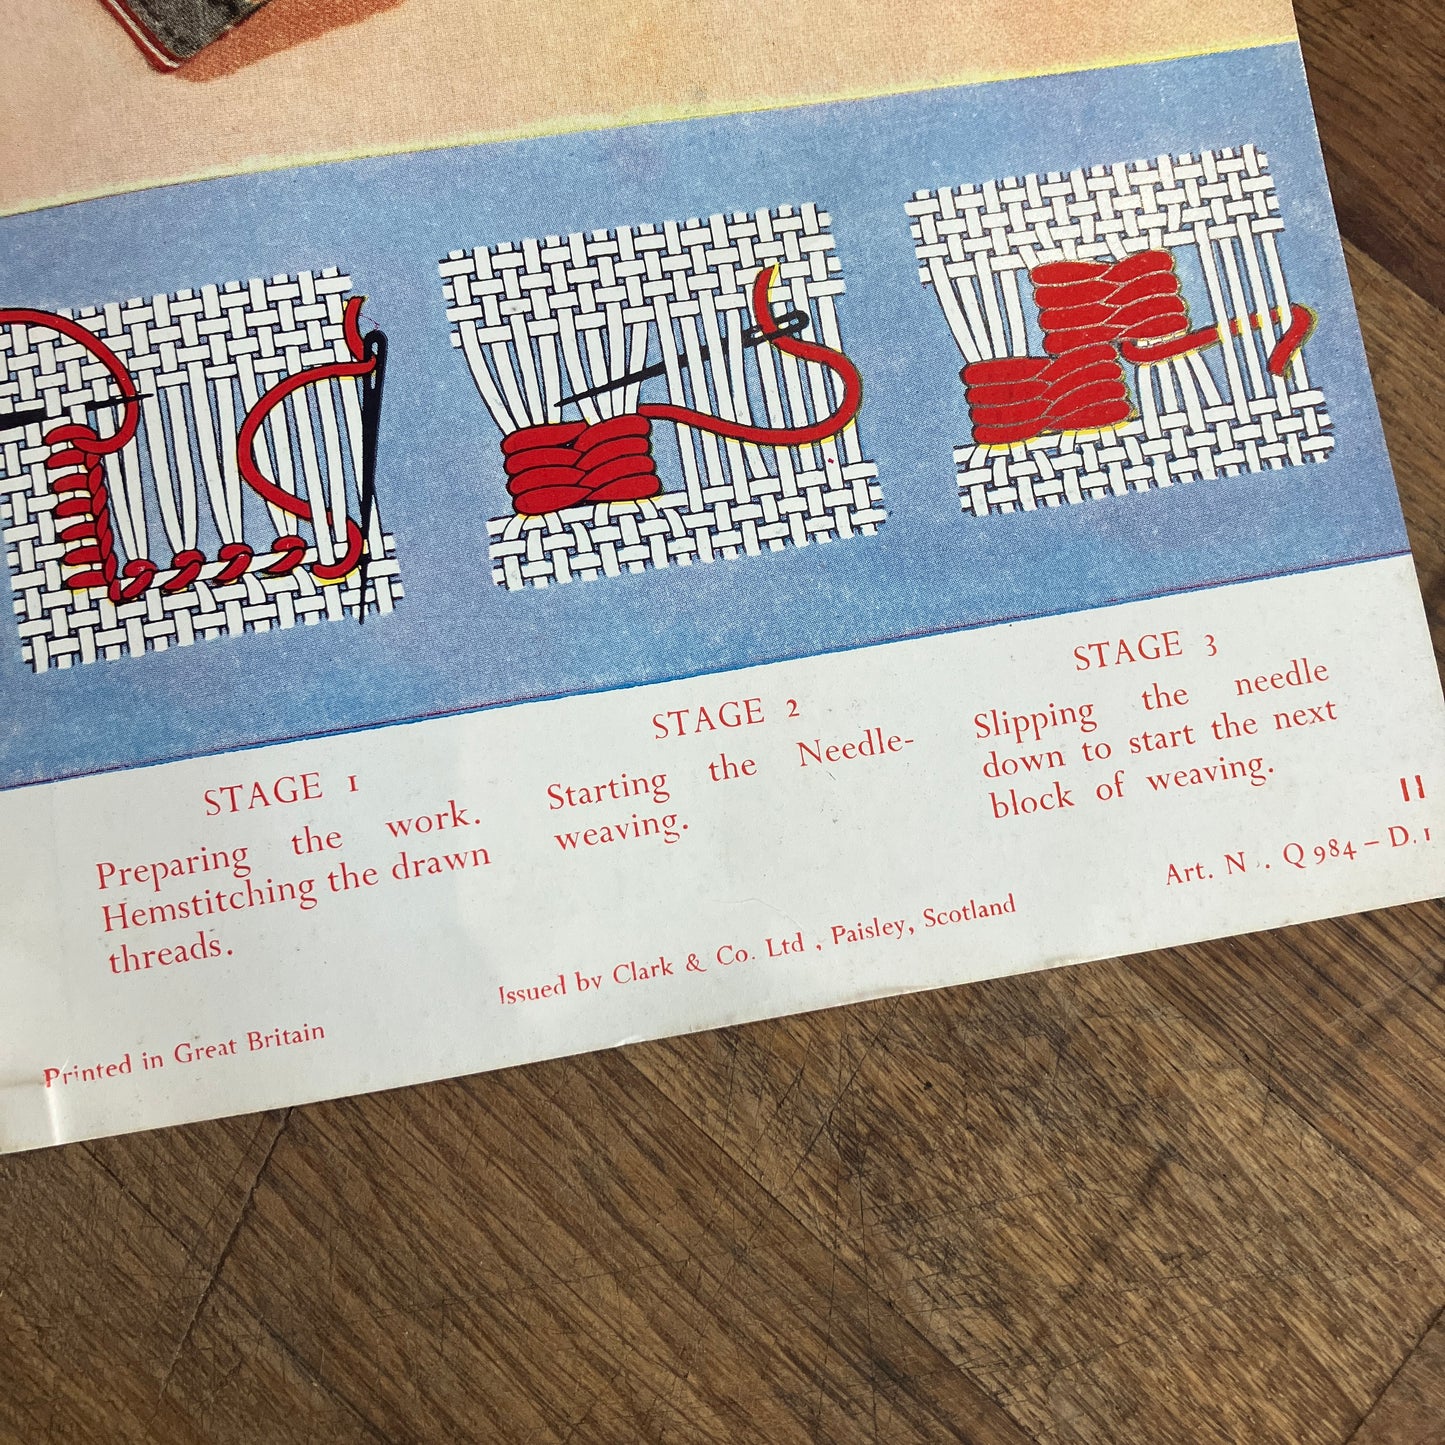 STAGE 1
Preparing the work.
Hemstitching the drawn
threads.
STAGE 2
Starting the Needle-
weaving.
STAGE 3
Slipping the needle
down to start the next
block of weaving.
11
Printed in Great Britain
Issued by Clark & Co. Ltd , Paisley, Scotland
Art. N . Q 984 – D. 1